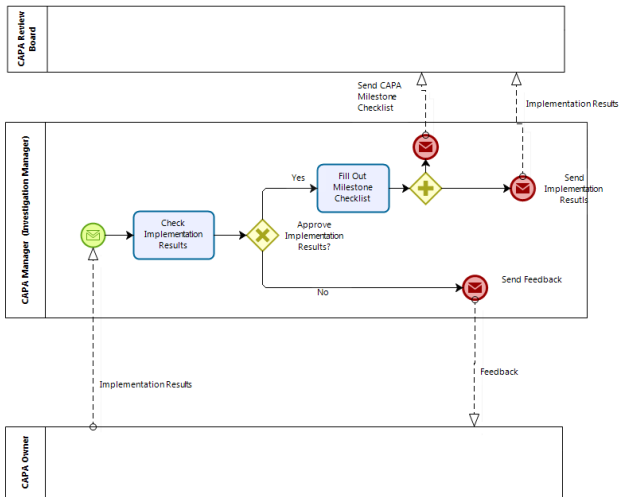 CAPA Review
Board
Send CAPA
Milestone
Checklist
Implementation Results
CAPA Manager (Investigation Manager)
Yes
Fill Out
Milestone
Checklist
Send
Implementation
Resutls
Check
Implementation
Results
Approve
Implementation
Results?
No
Send Feedback
Implementation Results
Feedback
CAPA Owner